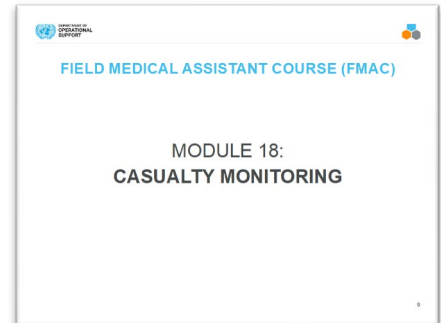 DEPARTMENT OF
OPERATIONAL
SUPPORT
FIELD MEDICAL ASSISTANT COURSE (FMAC)
MODULE 18:
CASUALTY MONITORING
0